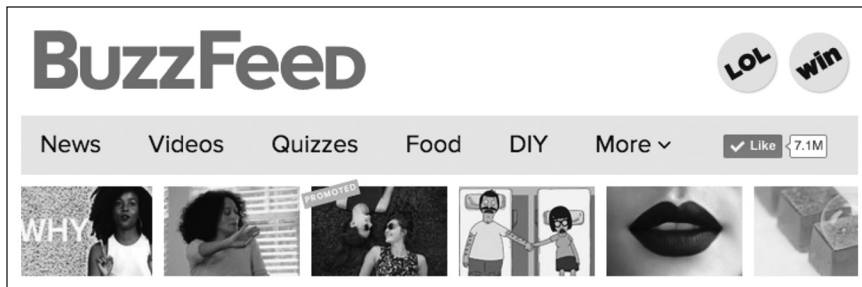 BuzzFeed
LOL
win
News Videos Quizzes Food DIY More
Like 7.1M
WHY
PROMOTED